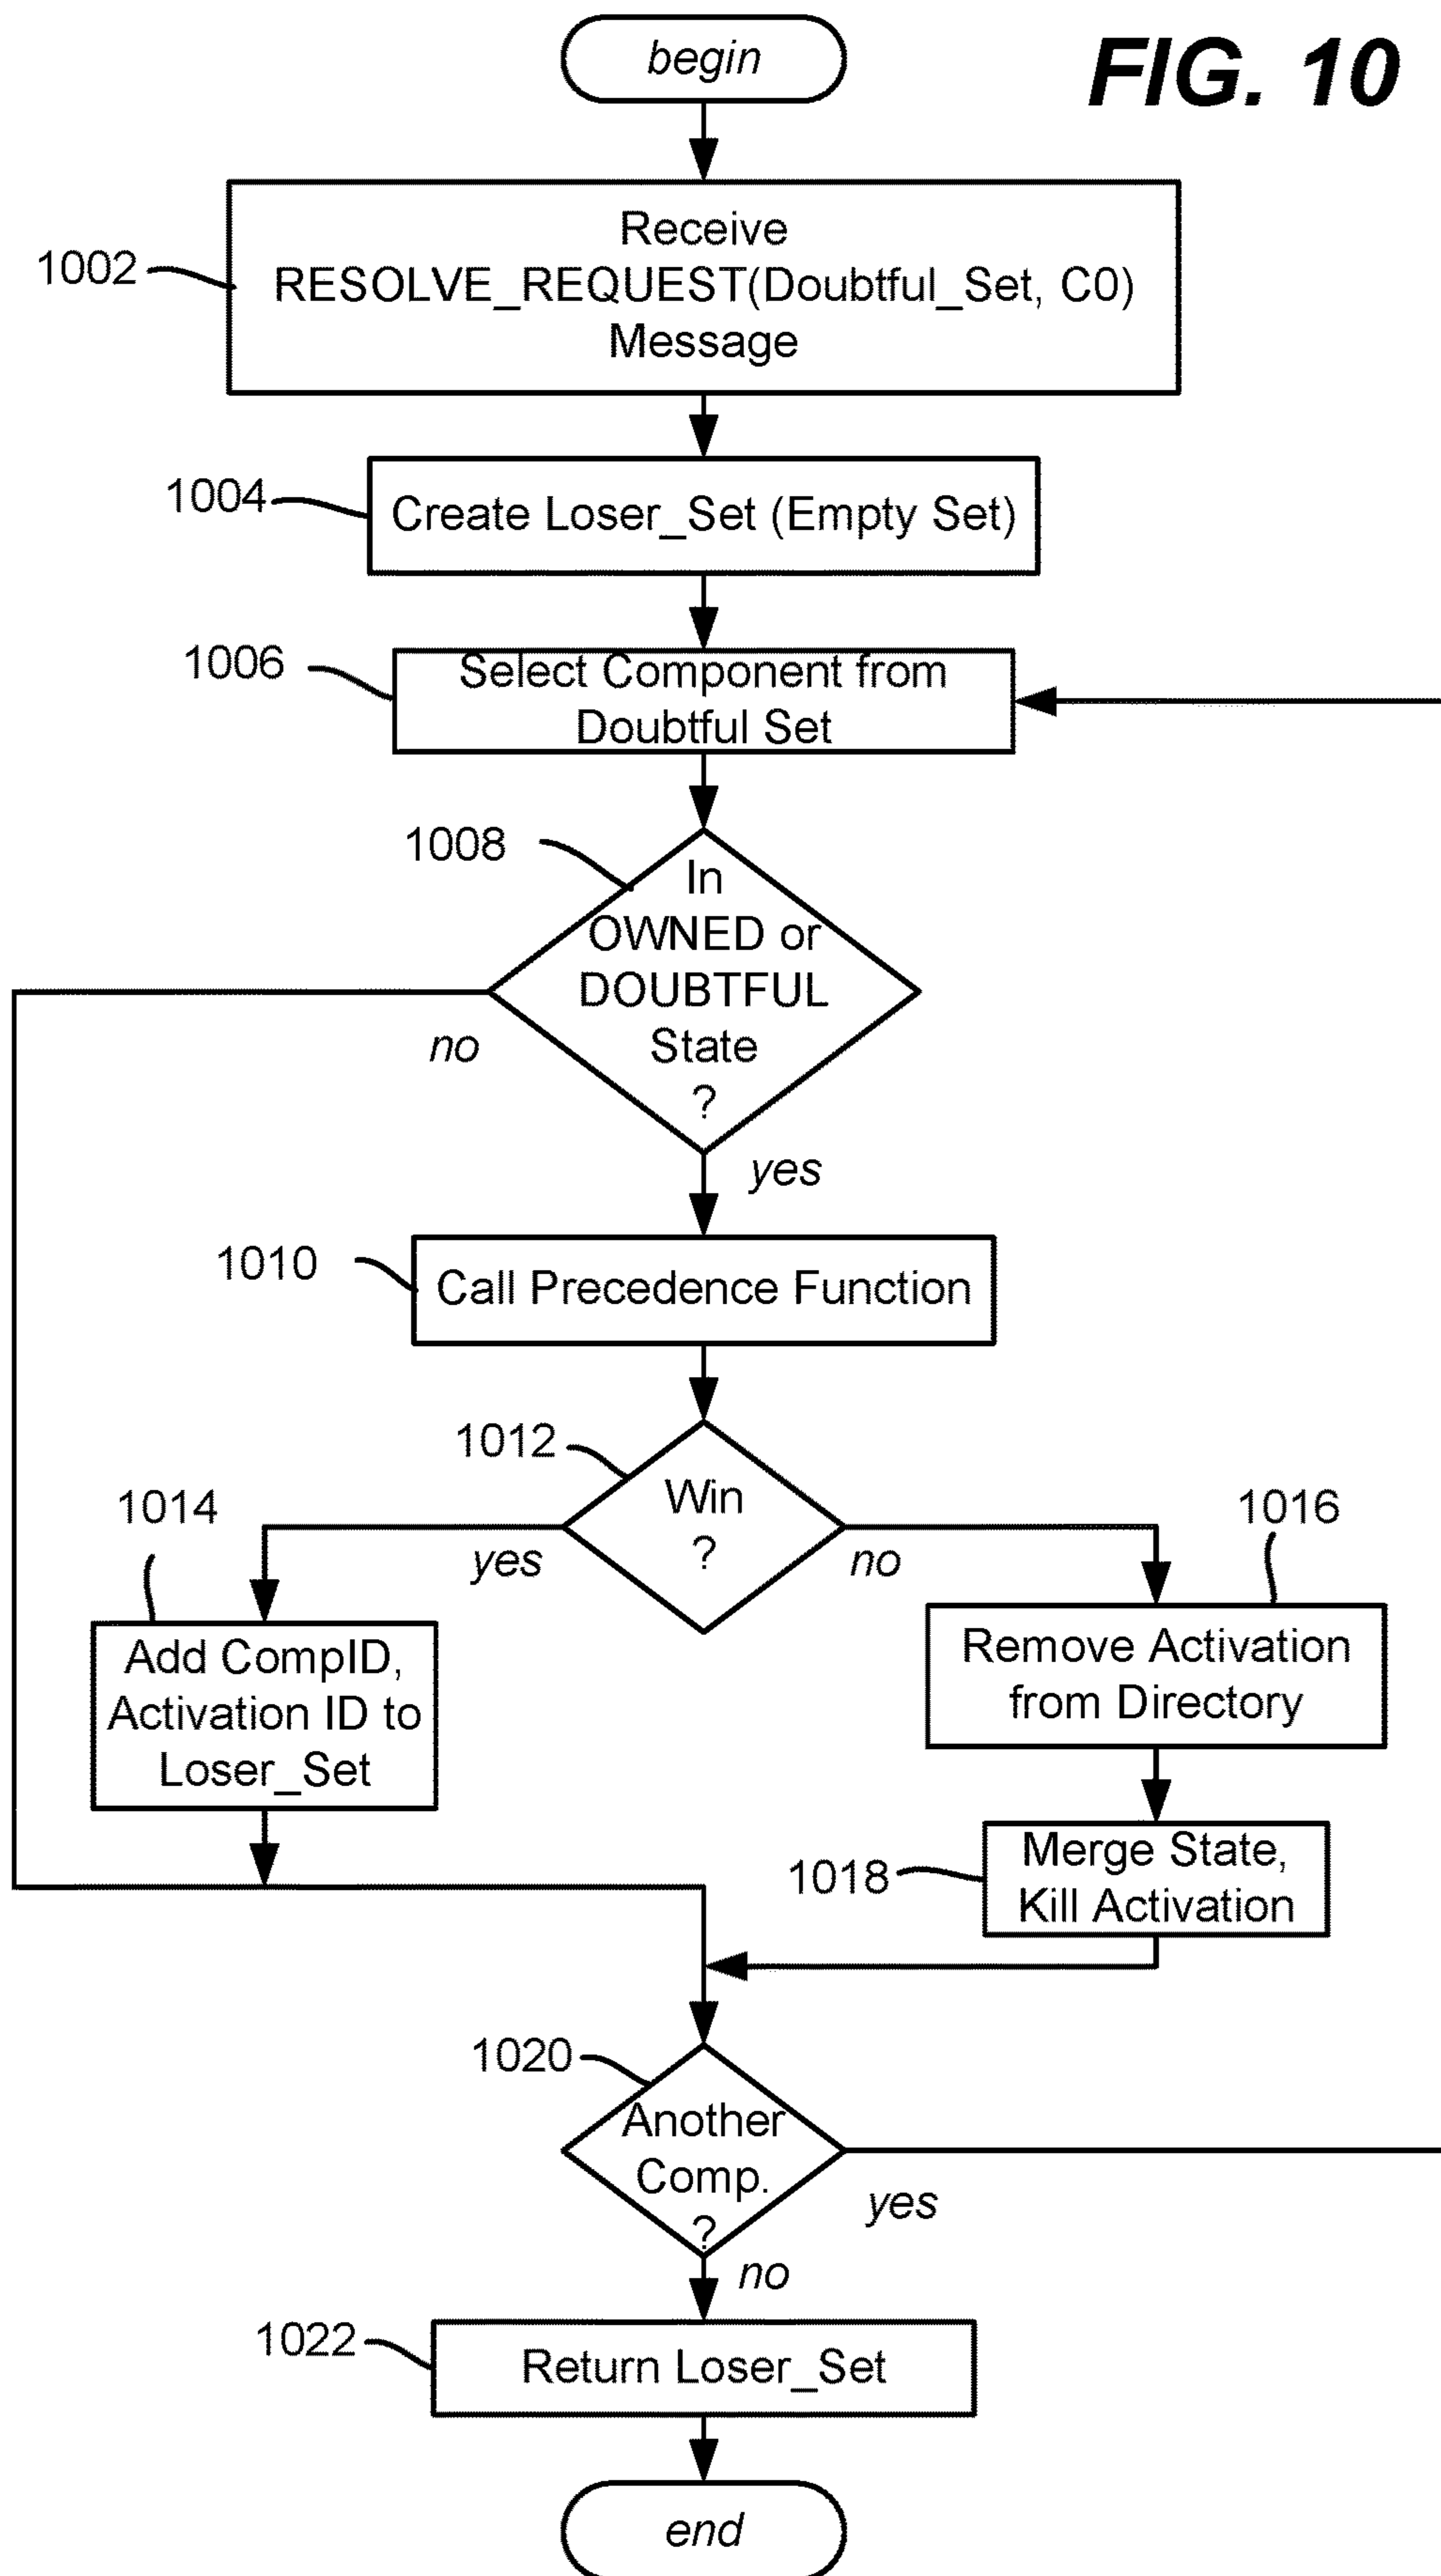 begin
FIG. 10
1002
Receive
RESOLVE_REQUEST(Doubtful_Set, C0)
Message
1004
Create Loser_Set (Empty Set)
1006
Select Component from
Doubtful Set
1008
In
OWNED or
DOUBTFUL
State
?
no
yes
1010
Call Precedence Function
1012
Win
?
yes
no
1014
Add CompID,
Activation ID to
Loser_Set
1016
Remove Activation
from Directory
1018
Merge State,
Kill Activation
1020
Another
Comp.
?
yes
no
1022
Return Loser_Set
end